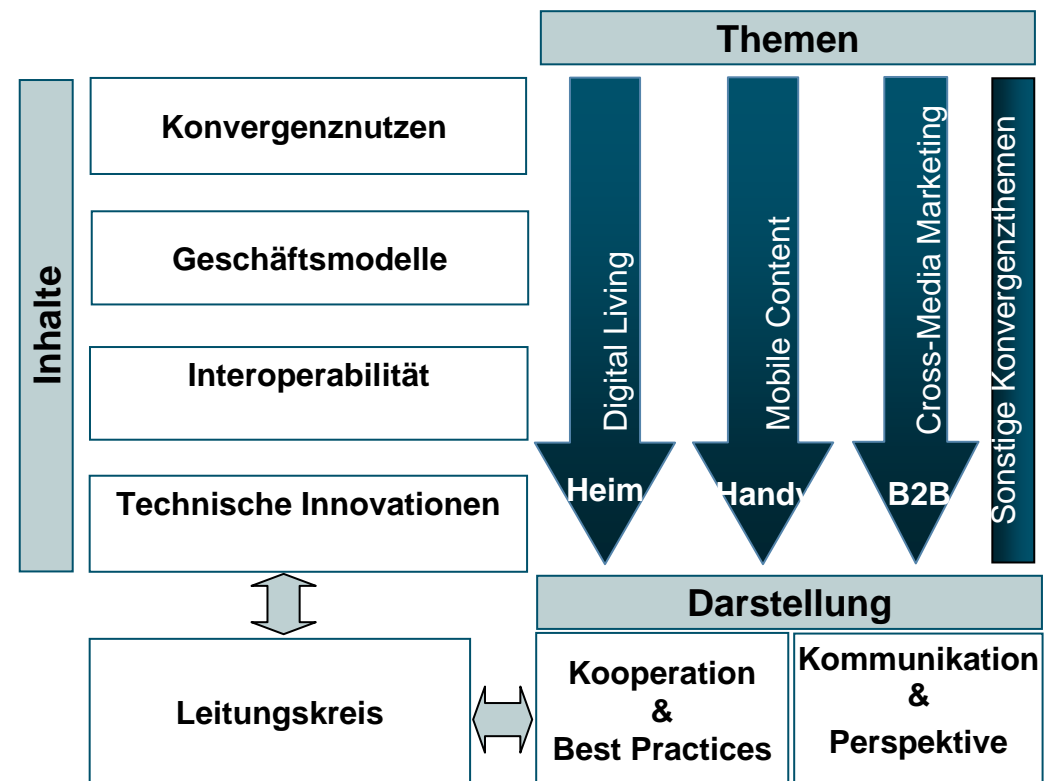 Themen
Inhalte
Konvergenznutzen
Geschäftsmodelle
Interoperabilität
Technische Innovationen
Digital Living
Heim
Mobile Content
Handy
Cross-Media Marketing
B2B
Sonstige Konvergenzthemen
Darstellung
Leitungskreis
Kooperation
&
Best Practices
Kommunikation
&
Perspektive